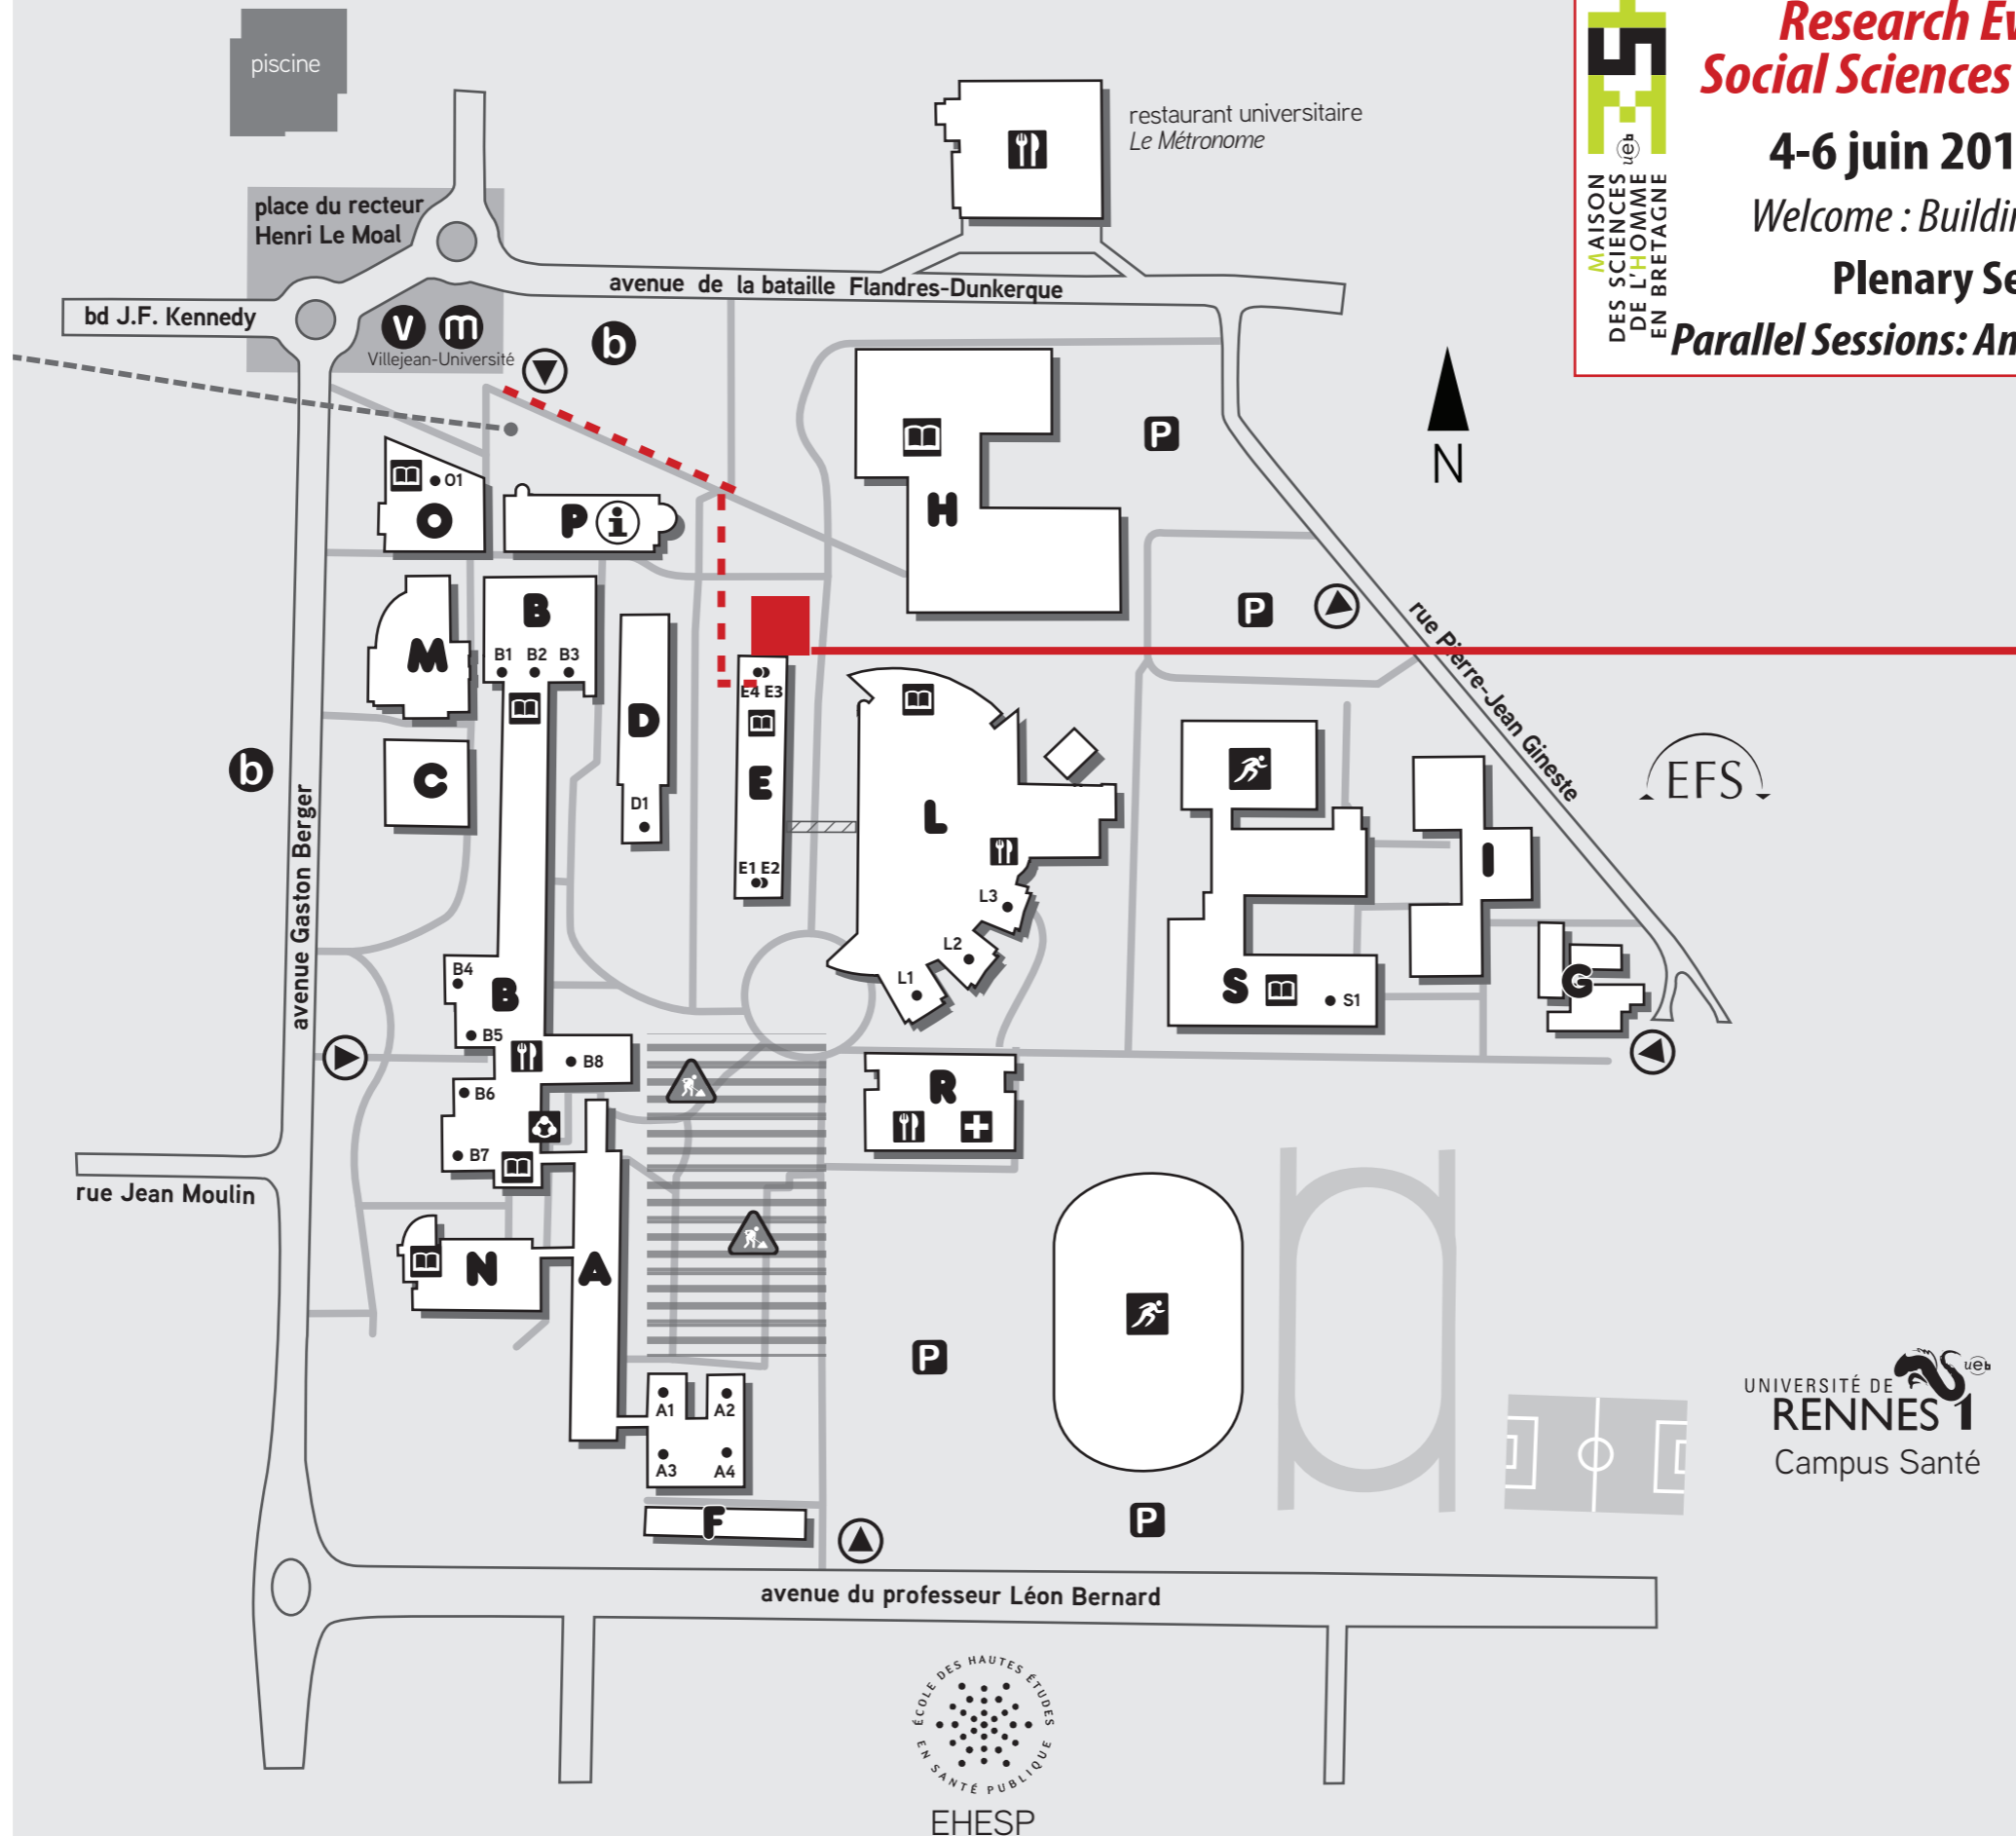 piscine
Research Ev
Social Sciences
4-6 juin 201
Welcome : Buildin
Plenary Se
Parallel Sessions: Am
MAISON
DES SCIENCES
DE L'HOMME
EN BRETAGNE
ueb
restaurant universitaire
Le Métronome
place du recteur
Henri Le Moal
avenue de la bataille Flandres-Dunkerque
bd J.F. Kennedy
v m
Villejean-Université
b
P
N
O1
O
P i
H
P
rue Pierre-Jean Gineste
M
B
B1 B2 B3
D
D1
E4 E3
E
E1 E2
C
b
avenue Gaston Berger
L
L3
L2
L1
EFS
I
G
S
S1
B4
B
B5
B8
B6
B7
R
rue Jean Moulin
N
A
A1 A2
A3 A4
F
P
P
UNIVERSITÉ DE
RENNES 1
ueb
Campus Santé
avenue du professeur Léon Bernard
ÉCOLE DES HAUTES ÉTUDES
EN SANTÉ PUBLIQUE
EHESP